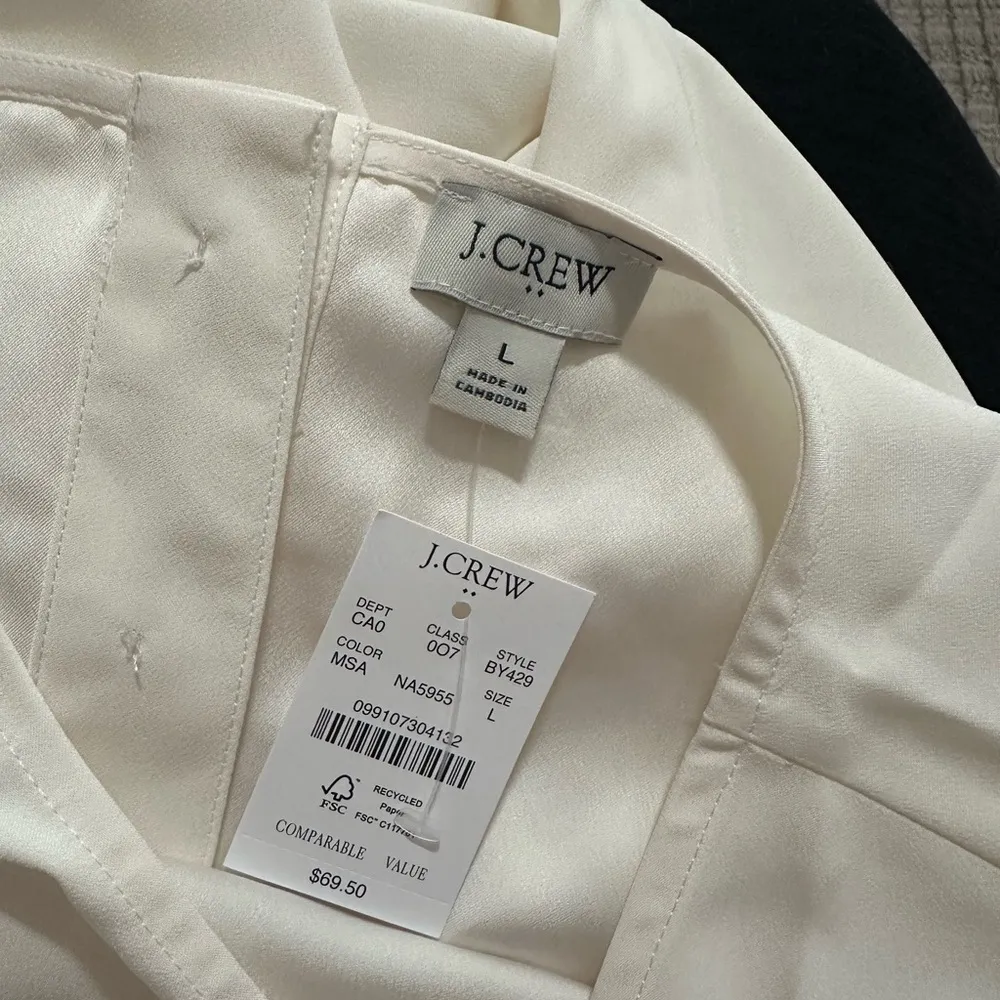 J.CREW
L
MADE IN
CAMBODIA
J.CREW
DEPT CLASS STYLE
CA0 007 BY429
COLOR NA5955 SIZE
MSA L
099107304132
FSC
RECYCLED
Paper
FSC®
COMPARABLE VALUE
$69.50